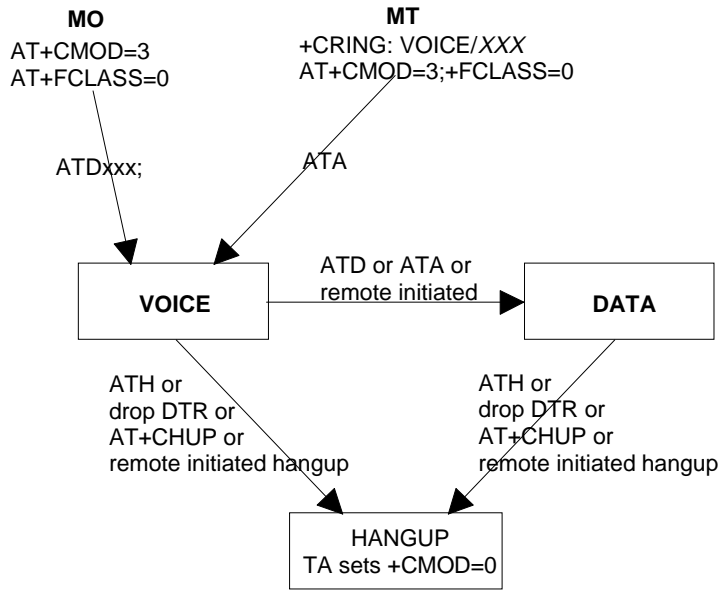 MO
AT+CMOD=3
AT+FCLASS=0
MT
+CRING: VOICE/XXX
AT+CMOD=3;+FCLASS=0
ATDxxx;
ATA
VOICE
ATD or ATA or
remote initiated
DATA
ATH or
drop DTR or
AT+CHUP or
remote initiated hangup
ATH or
drop DTR or
AT+CHUP or
remote initiated hangup
HANGUP
TA sets +CMOD=0